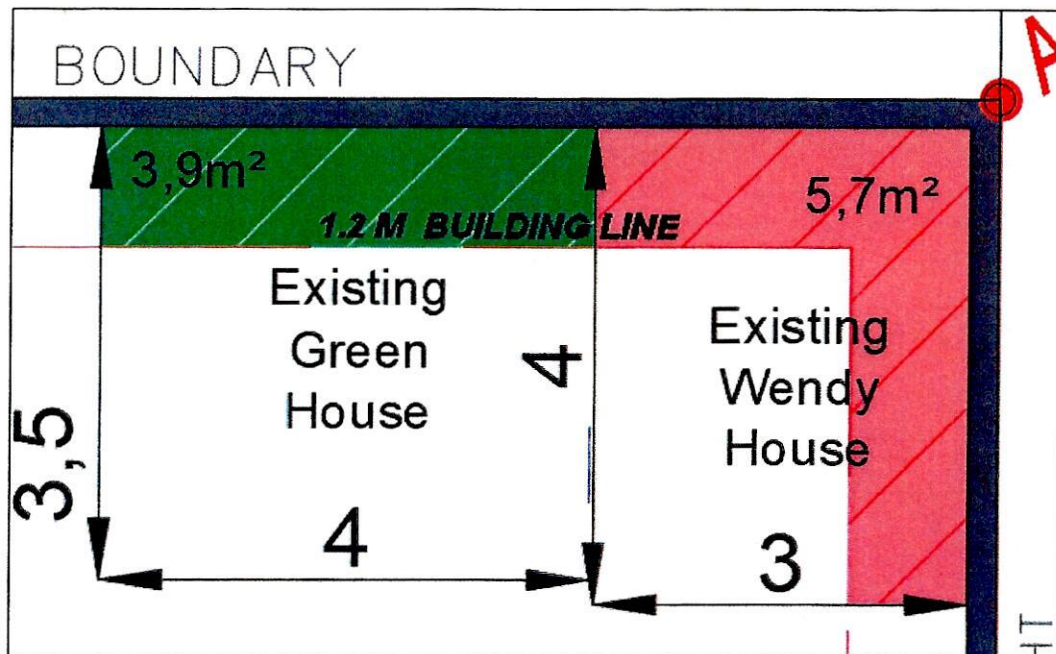 BOUNDARY
A
3,9m²
5,7m²
1.2 M BUILDING LINE
Existing
Green
House
Existing
Wendy
House
4
3,5
4
3
HT